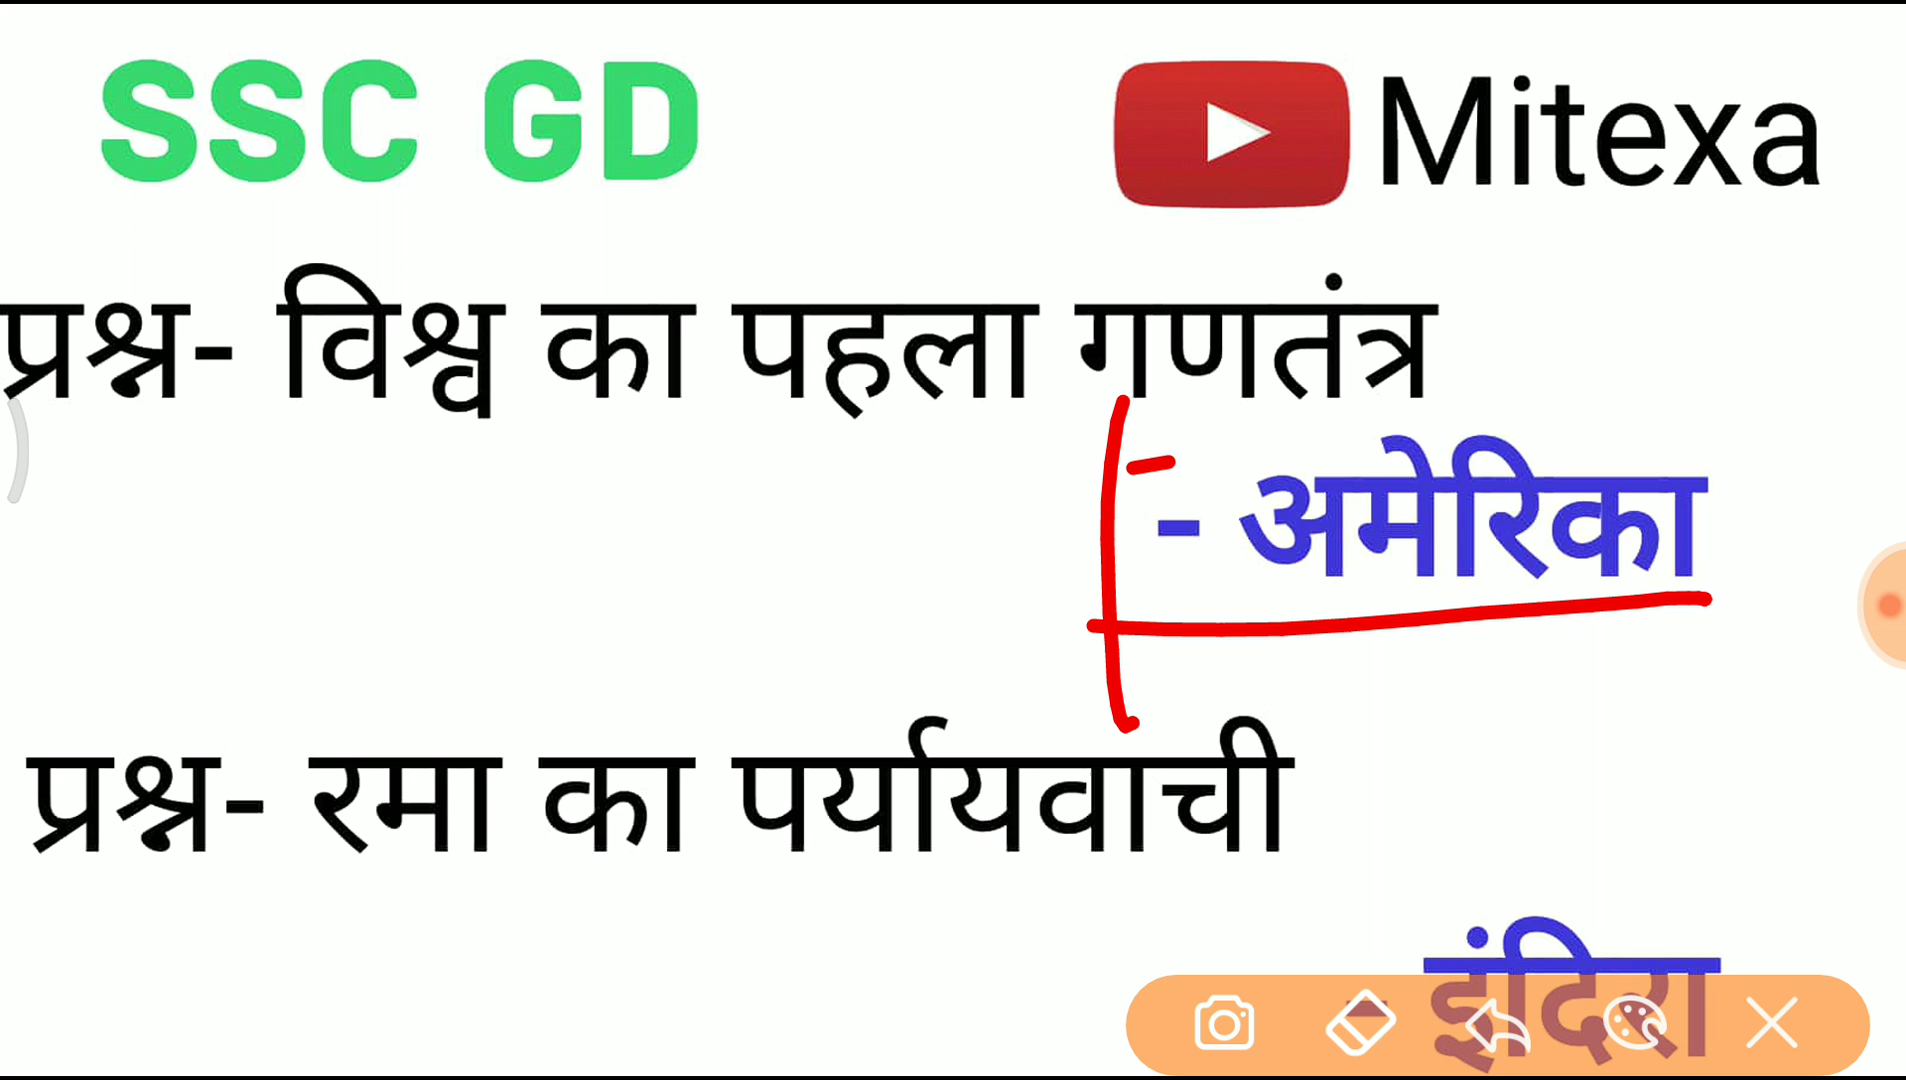 SSC GD
Mitexa
प्रश्न- विश्व का पहला गणतंत्र
- अमेरिका
प्रश्न- रमा का पर्यायवाची
इंदिरा